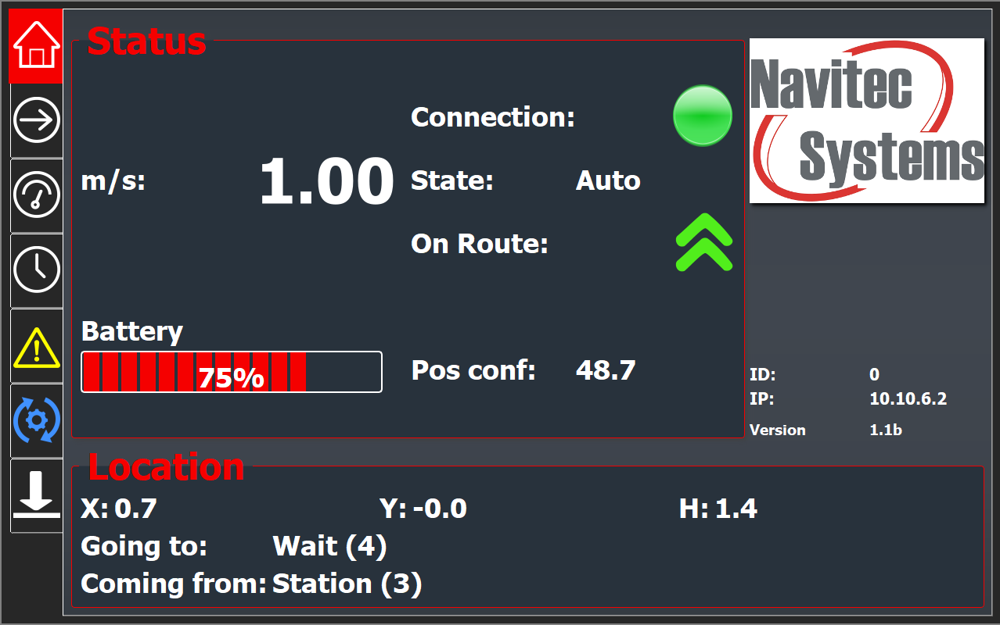 Status
Connection:
m/s: 1.00
State: Auto
On Route:
Battery
75%
Pos conf: 48.7
Navitec
Systems
ID: 0
IP: 10.10.6.2
Version 1.1b
Location
X: 0.7 Y: -0.0 H: 1.4
Going to: Wait (4)
Coming from: Station (3)